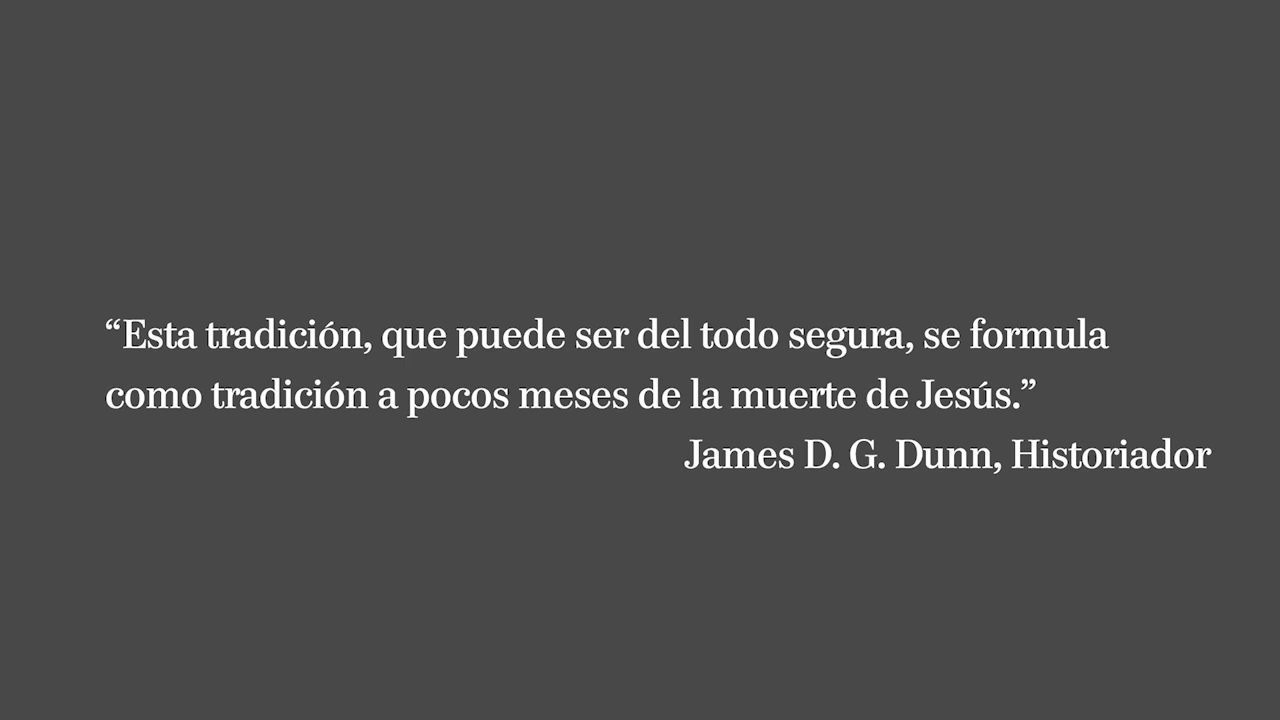 “Esta tradición, que puede ser del todo segura, se formula
como tradición a pocos meses de la muerte de Jesús.”
James D. G. Dunn, Historiador